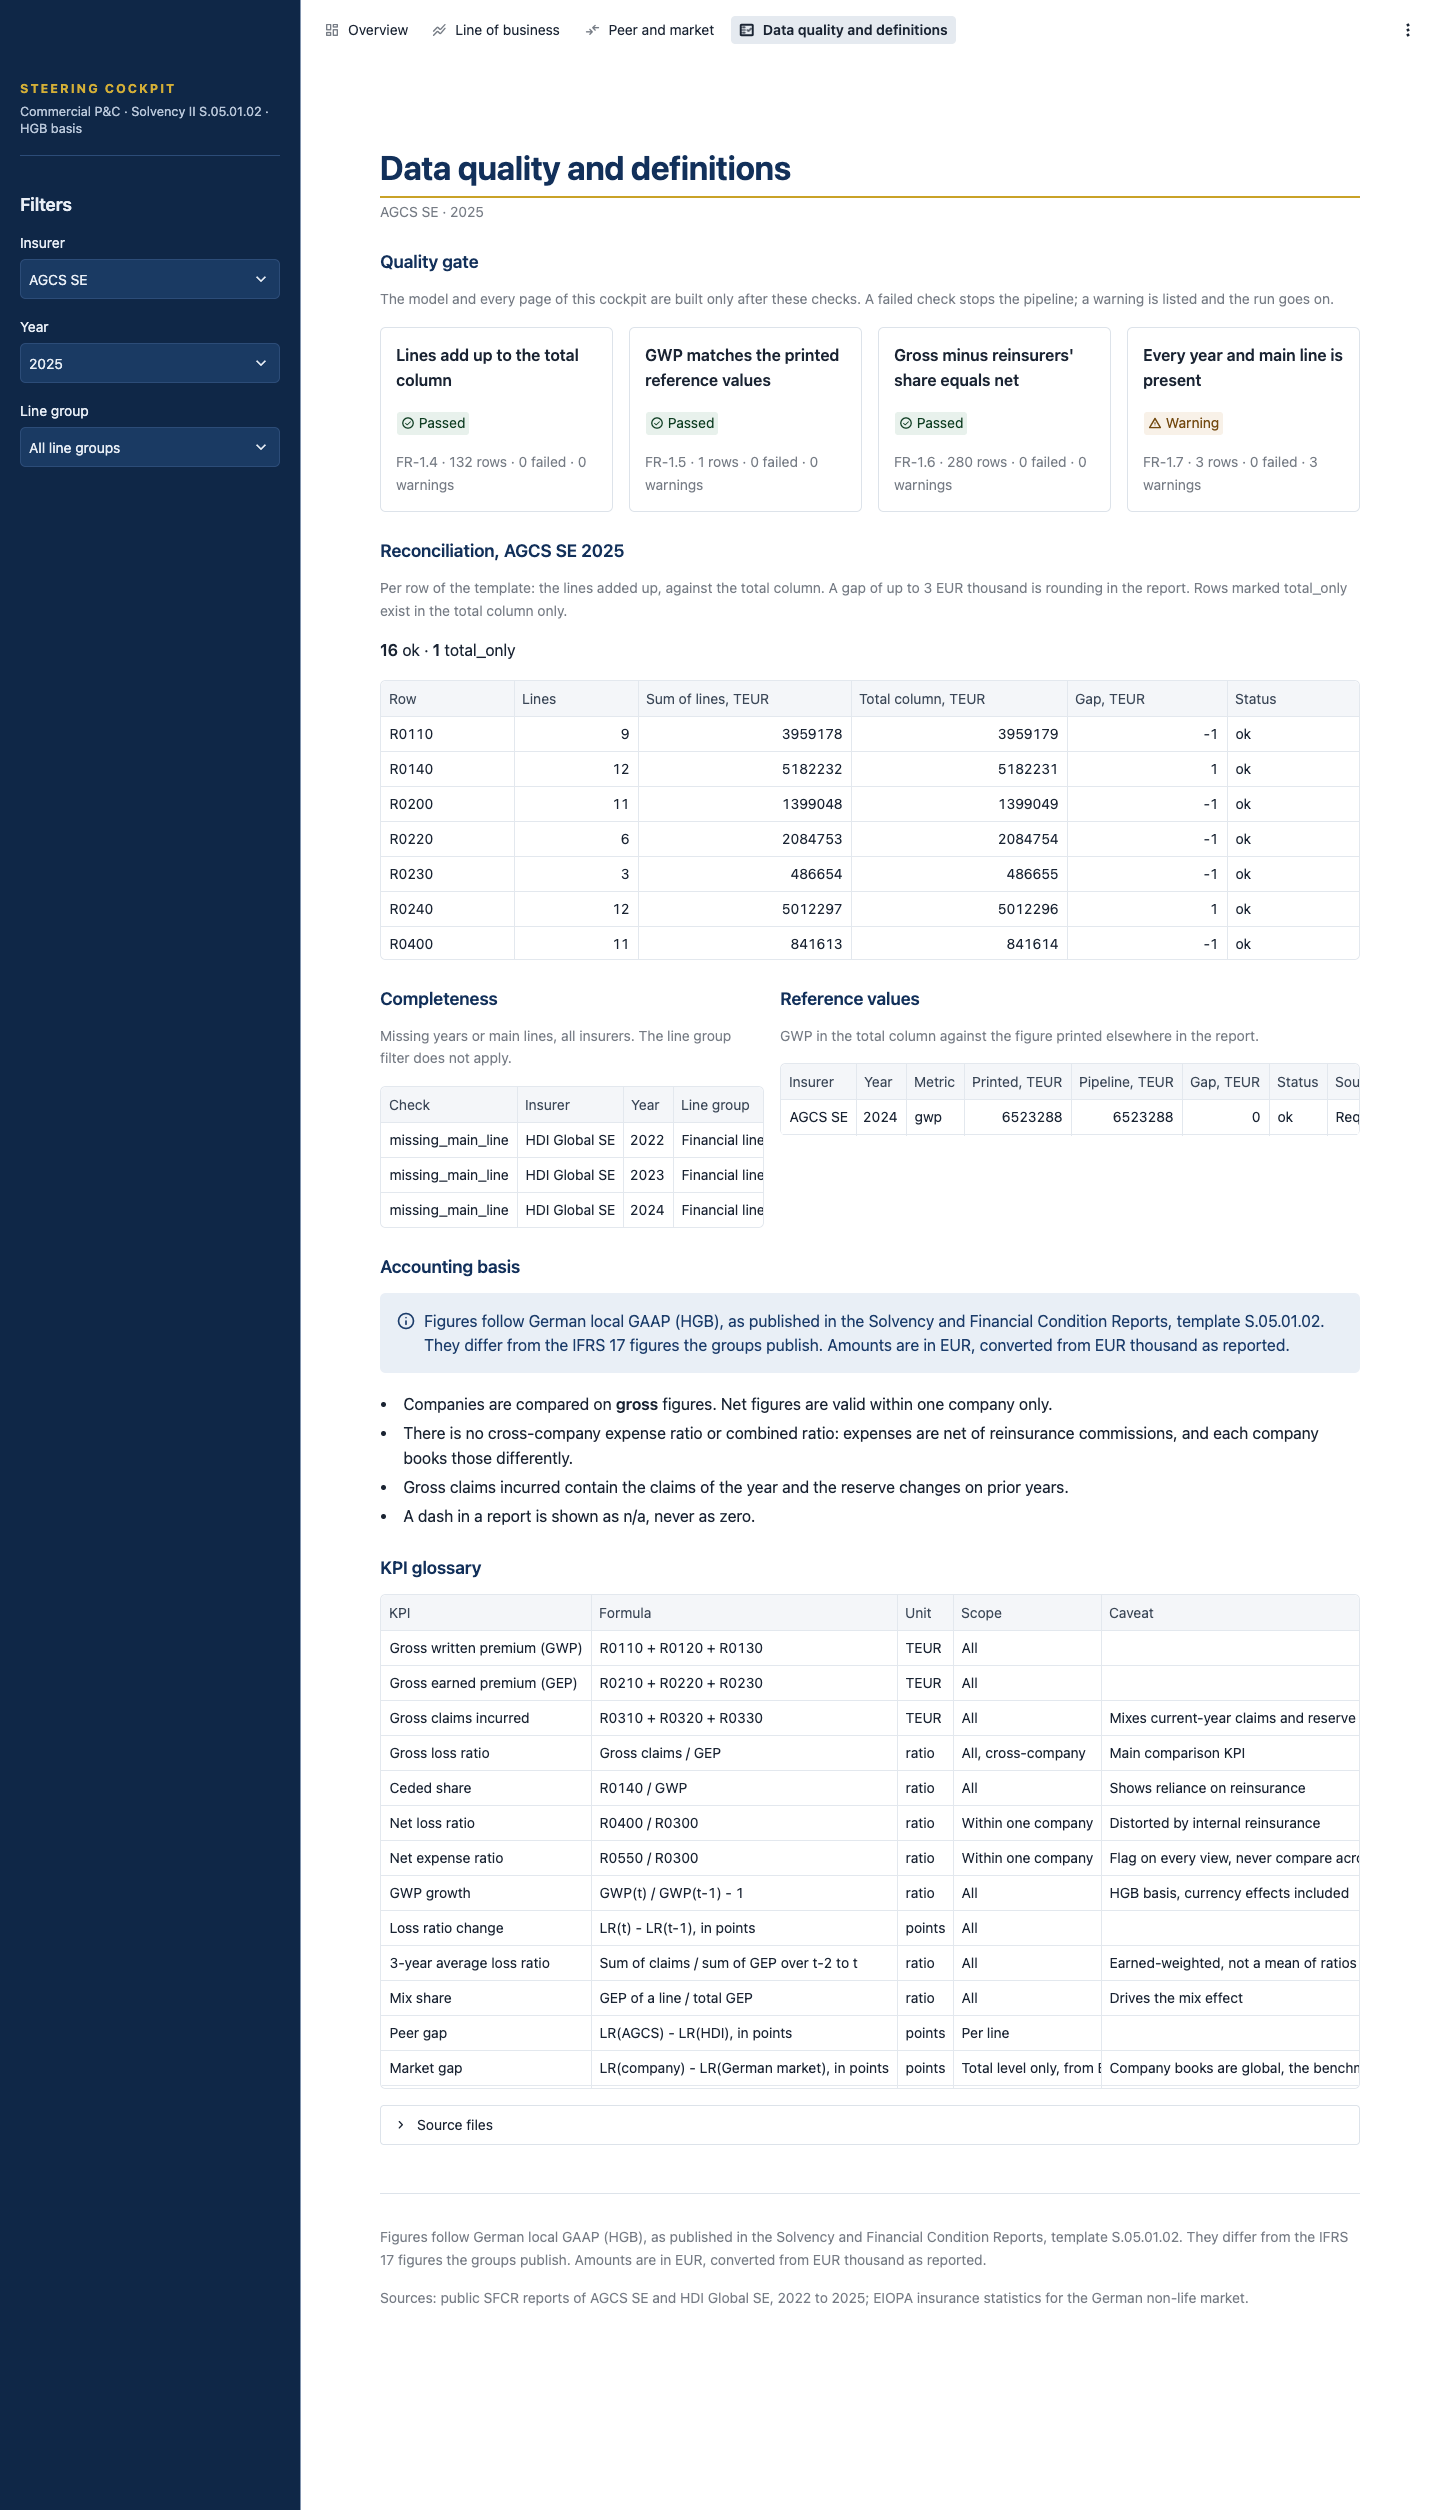 Overview
Line of business
Peer and market
Data quality and definitions
STEERING COCKPIT
Commercial P&C · Solvency II S.05.01.02 ·
HGB basis
Filters
Insurer
AGCS SE
Year
2025
Line group
All line groups
Data quality and definitions
AGCS SE · 2025
Quality gate
The model and every page of this cockpit are built only after these checks. A failed check stops the pipeline; a warning is listed and the run goes on.
Lines add up to the total
column
Passed
FR-1.4 · 132 rows · 0 failed · 0
warnings
GWP matches the printed
reference values
Passed
FR-1.5 · 1 rows · 0 failed · 0
warnings
Gross minus reinsurers'
share equals net
Passed
FR-1.6 · 280 rows · 0 failed · 0
warnings
Every year and main line is
present
Warning
FR-1.7 · 3 rows · 0 failed · 3
warnings
Reconciliation, AGCS SE 2025
Per row of the template: the lines added up, against the total column. A gap of up to 3 EUR thousand is rounding in the report. Rows marked total_only
exist in the total column only.
16 ok · 1 total_only
Row Lines Sum of lines, TEUR Total column, TEUR Gap, TEUR Status
R0110 9 3959178 3959179 -1 ok
R0140 12 5182232 5182231 1 ok
R0200 11 1399048 1399049 -1 ok
R0220 6 2084753 2084754 -1 ok
R0230 3 486654 486655 -1 ok
R0240 12 5012297 5012296 1 ok
R0400 11 841613 841614 -1 ok
Completeness
Missing years or main lines, all insurers. The line group
filter does not apply.
Check Insurer Year Line group
missing_main_line HDI Global SE 2022 Financial line
missing_main_line HDI Global SE 2023 Financial line
missing_main_line HDI Global SE 2024 Financial line
Reference values
GWP in the total column against the figure printed elsewhere in the report.
Insurer Year Metric Printed, TEUR Pipeline, TEUR Gap, TEUR Status Sou
AGCS SE 2024 gwp 6523288 6523288 0 ok Req
Accounting basis
Figures follow German local GAAP (HGB), as published in the Solvency and Financial Condition Reports, template S.05.01.02.
They differ from the IFRS 17 figures the groups publish. Amounts are in EUR, converted from EUR thousand as reported.
• Companies are compared on gross figures. Net figures are valid within one company only.
• There is no cross-company expense ratio or combined ratio: expenses are net of reinsurance commissions, and each company
books those differently.
• Gross claims incurred contain the claims of the year and the reserve changes on prior years.
• A dash in a report is shown as n/a, never as zero.
KPI glossary
KPI Formula Unit Scope Caveat
Gross written premium (GWP) R0110 + R0120 + R0130 TEUR All
Gross earned premium (GEP) R0210 + R0220 + R0230 TEUR All
Gross claims incurred R0310 + R0320 + R0330 TEUR All Mixes current-year claims and reserve
Gross loss ratio Gross claims / GEP ratio All, cross-company Main comparison KPI
Ceded share R0140 / GWP ratio All Shows reliance on reinsurance
Net loss ratio R0400 / R0300 ratio Within one company Distorted by internal reinsurance
Net expense ratio R0550 / R0300 ratio Within one company Flag on every view, never compare acro
GWP growth GWP(t) / GWP(t-1) - 1 ratio All HGB basis, currency effects included
Loss ratio change LR(t) - LR(t-1), in points points All
3-year average loss ratio Sum of claims / sum of GEP over t-2 to t ratio All Earned-weighted, not a mean of ratios
Mix share GEP of a line / total GEP ratio All Drives the mix effect
Peer gap LR(AGCS) - LR(HDI), in points points Per line
Market gap LR(company) - LR(German market), in points points Total level only, from E Company books are global, the benchm
Source files
Figures follow German local GAAP (HGB), as published in the Solvency and Financial Condition Reports, template S.05.01.02. They differ from the IFRS
17 figures the groups publish. Amounts are in EUR, converted from EUR thousand as reported.
Sources: public SFCR reports of AGCS SE and HDI Global SE, 2022 to 2025; EIOPA insurance statistics for the German non-life market.